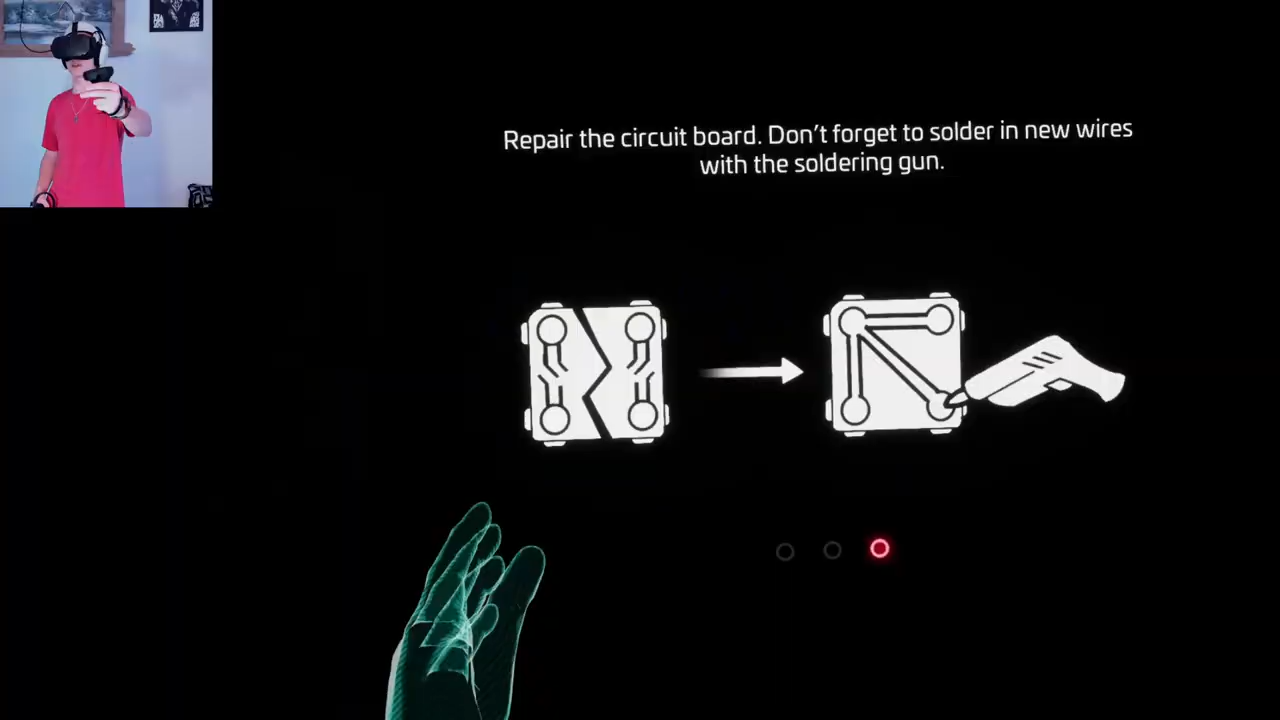 Repair the circuit board. Don't forget to solder in new wires
with the soldering gun.